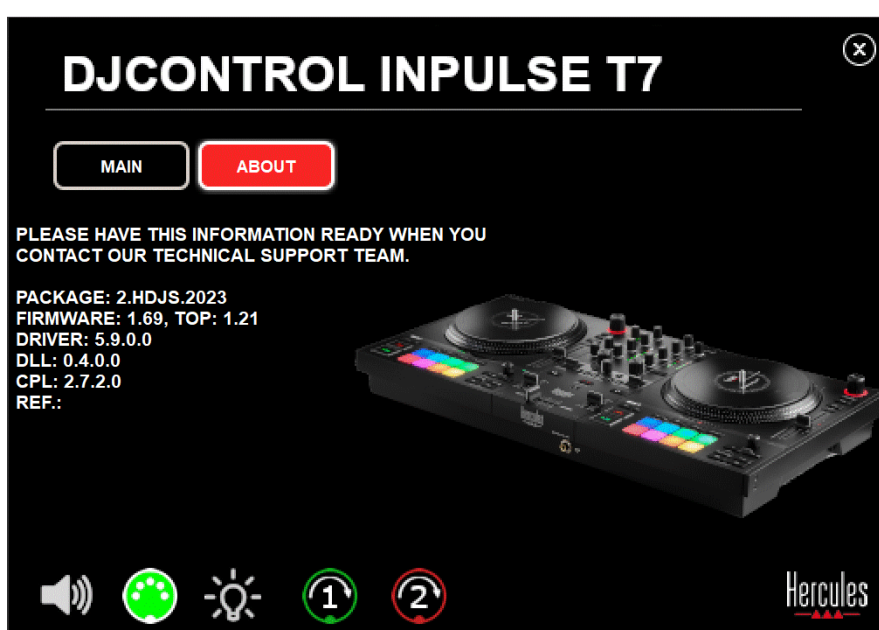 DJCONTROL INPULSE T7
X
MAIN
ABOUT
PLEASE HAVE THIS INFORMATION READY WHEN YOU
CONTACT OUR TECHNICAL SUPPORT TEAM.
PACKAGE: 2.HDJS.2023
FIRMWARE: 1.69, TOP: 1.21
DRIVER: 5.9.0.0
DLL: 0.4.0.0
CPL: 2.7.2.0
REF.:
1
2
Hercules